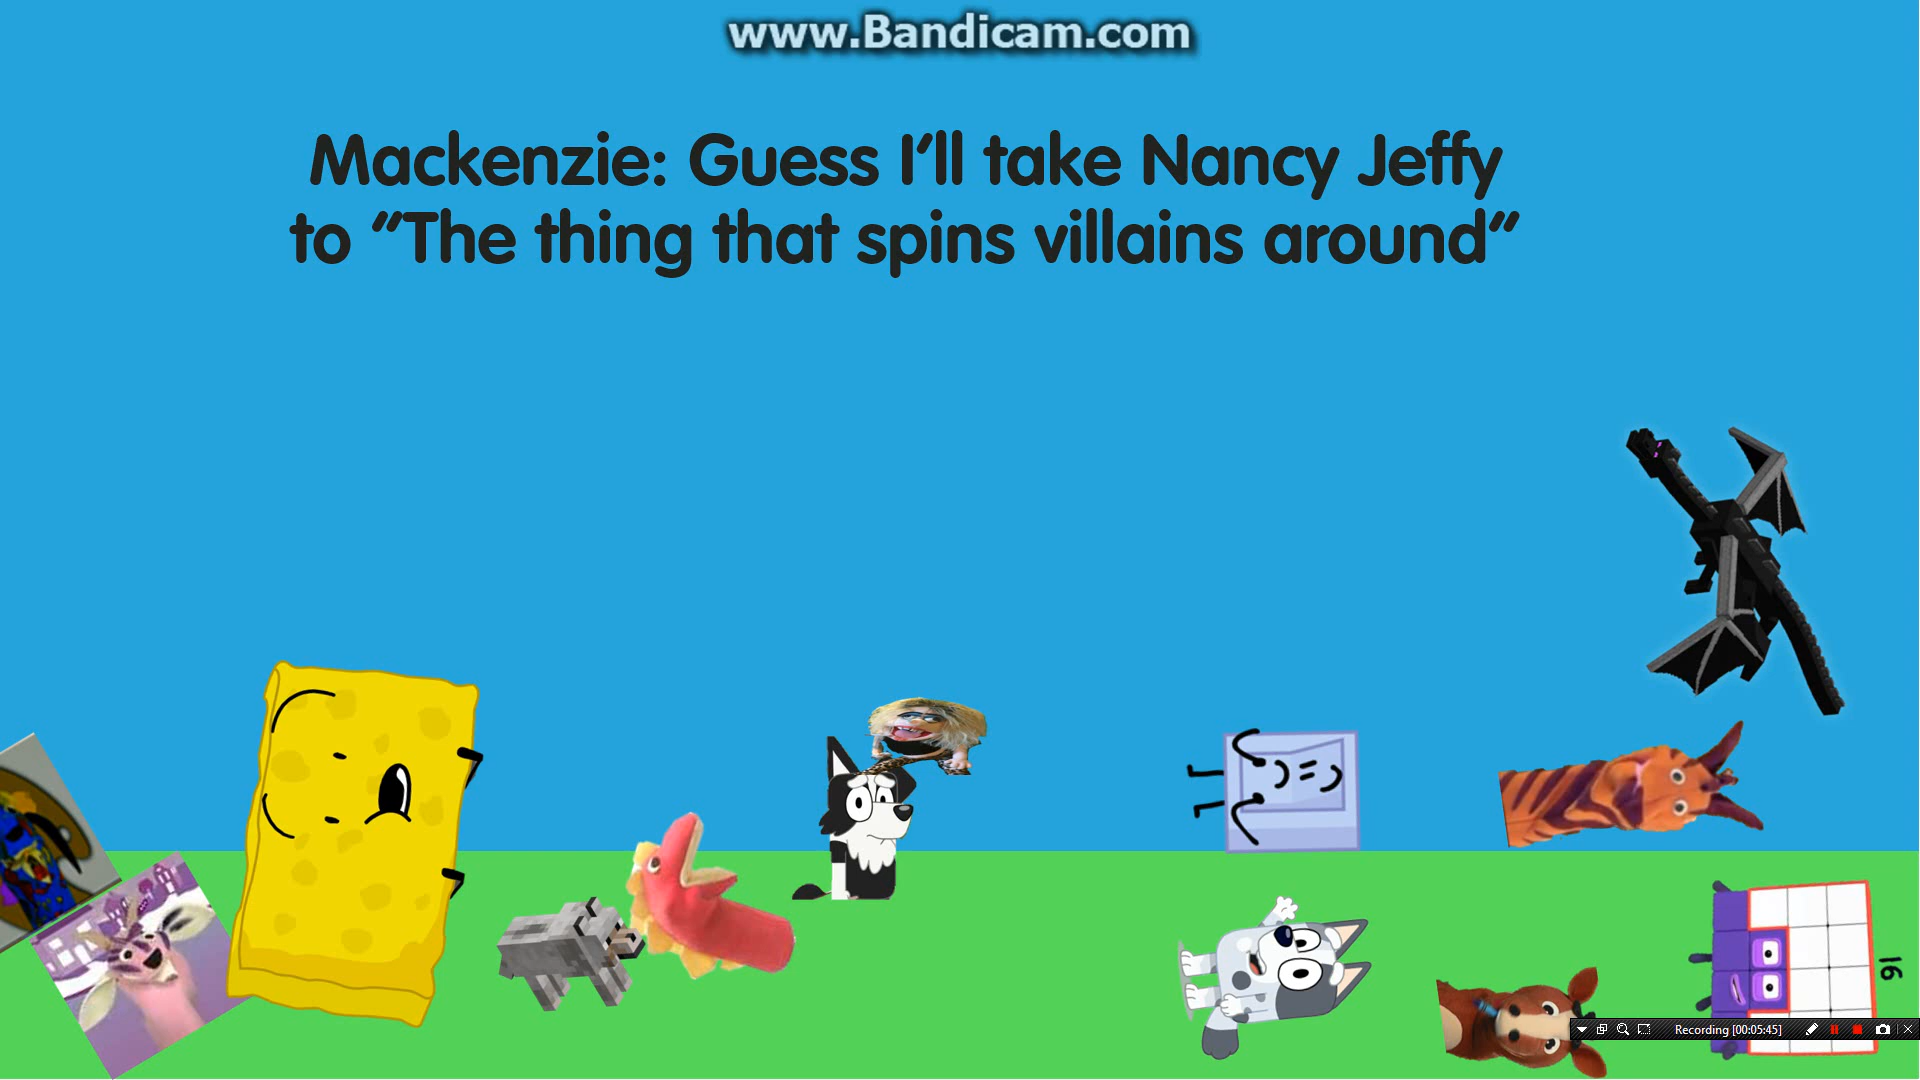 www.Bandicam.com
Mackenzie: Guess I'll take Nancy Jeffy
to "The thing that spins villains around"
16
Recording [00:05:45]